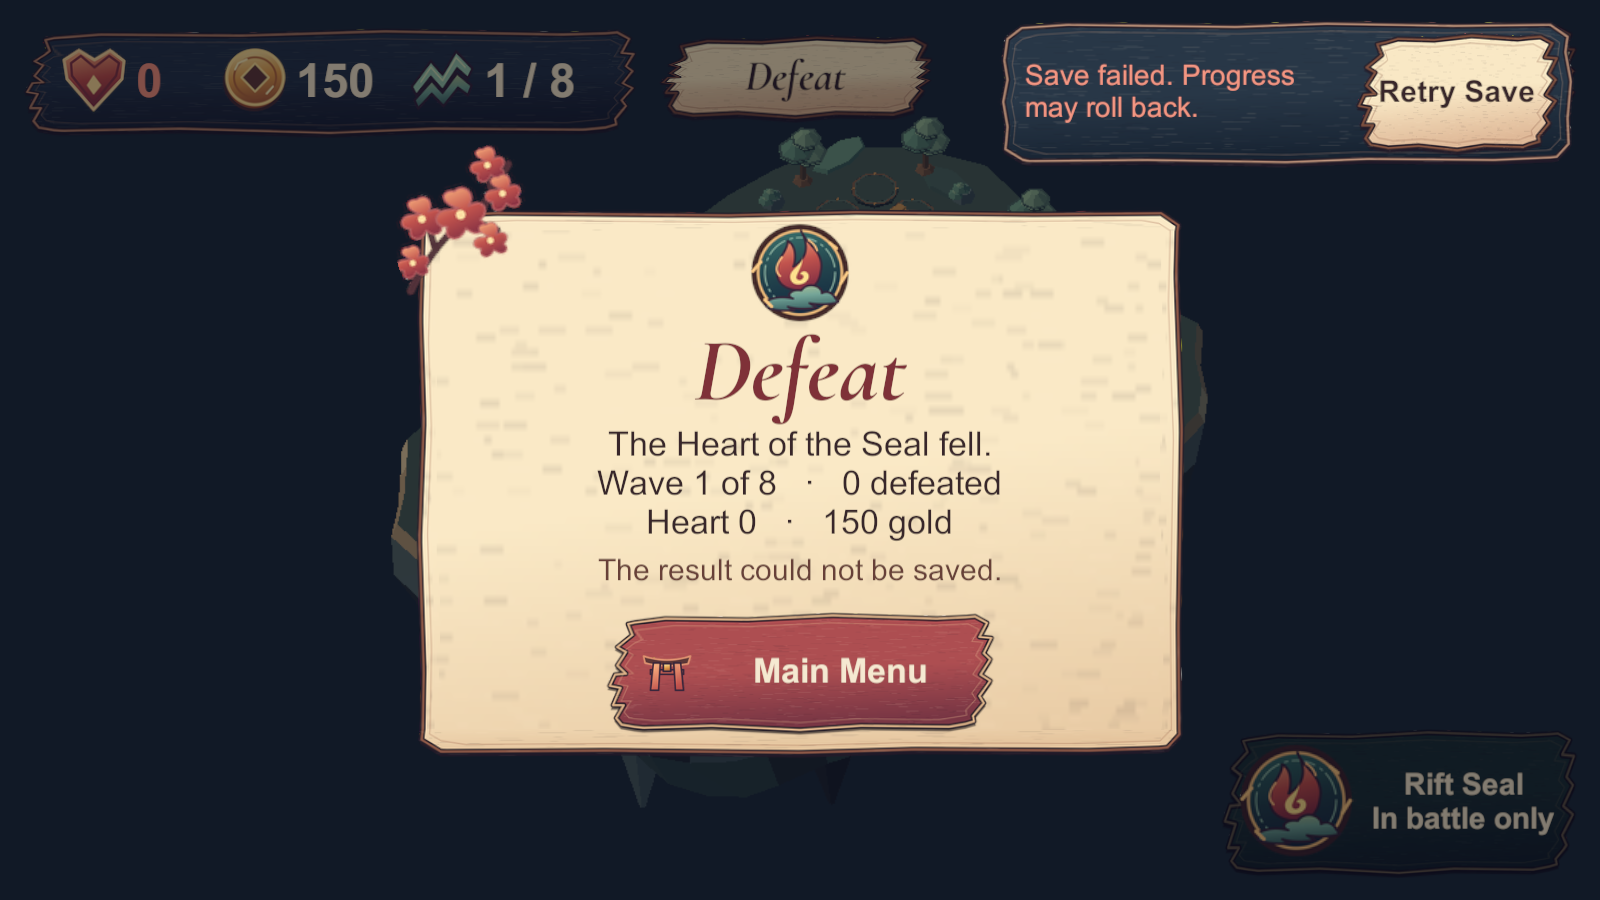 0
150
1 / 8
Defeat
Save failed. Progress
may roll back.
Retry Save
Defeat
The Heart of the Seal fell.
Wave 1 of 8 · 0 defeated
Heart 0 · 150 gold
The result could not be saved.
Main Menu
Rift Seal
In battle only